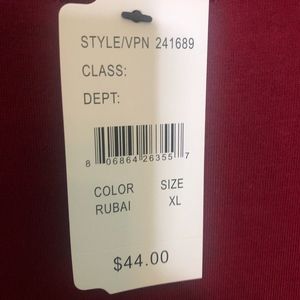 STYLE/VPN 241689
CLASS:
DEPT:
8 06864 26355 7
COLOR SIZE
RUBAI XL
$44.00